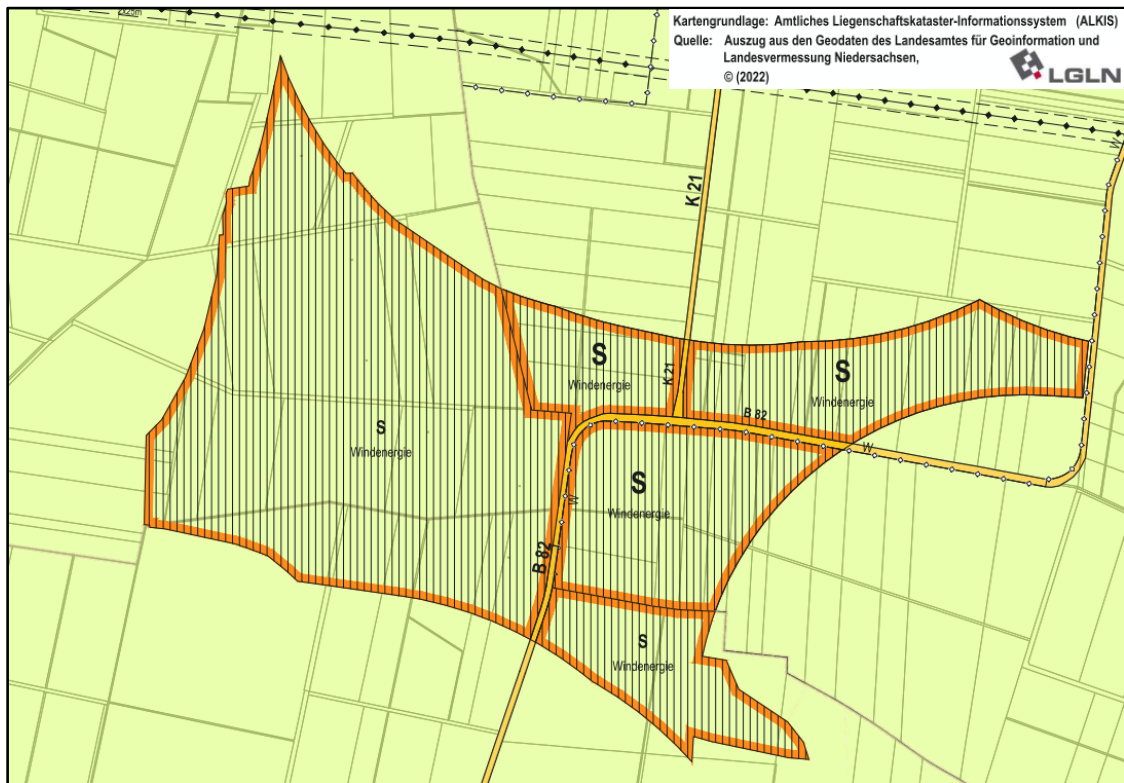 Kartengrundlage: Amtliches Liegenschaftskataster-Informationssystem (ALKIS)
Quelle: Auszug aus den Geodaten des Landesamtes für Geoinformation und
Landesvermessung Niedersachsen,
© (2022)
LGLN
2x25m
W
K 21
S
Windenergie
K 21
S
Windenergie
B 82
S
Windenergie
W
S
Windenergie
W
B 82
S
Windenergie